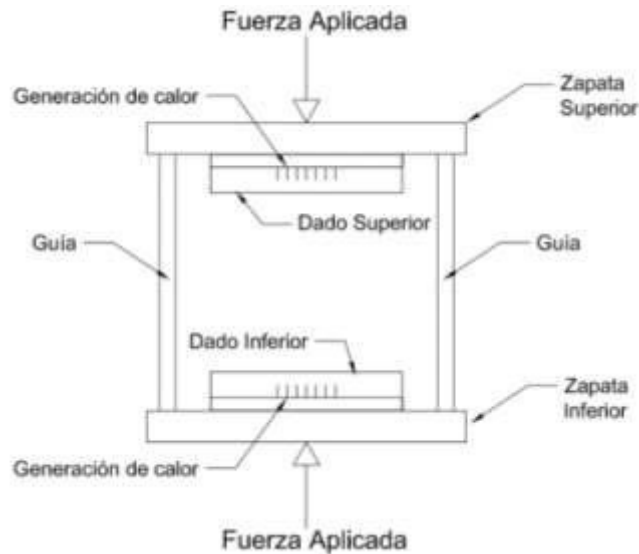 Fuerza Aplicada
Generación de calor
Zapata
Superior
Dado Superior
Guía
Guía
Dado Inferior
Zapata
Inferior
Generación de calor
Fuerza Aplicada